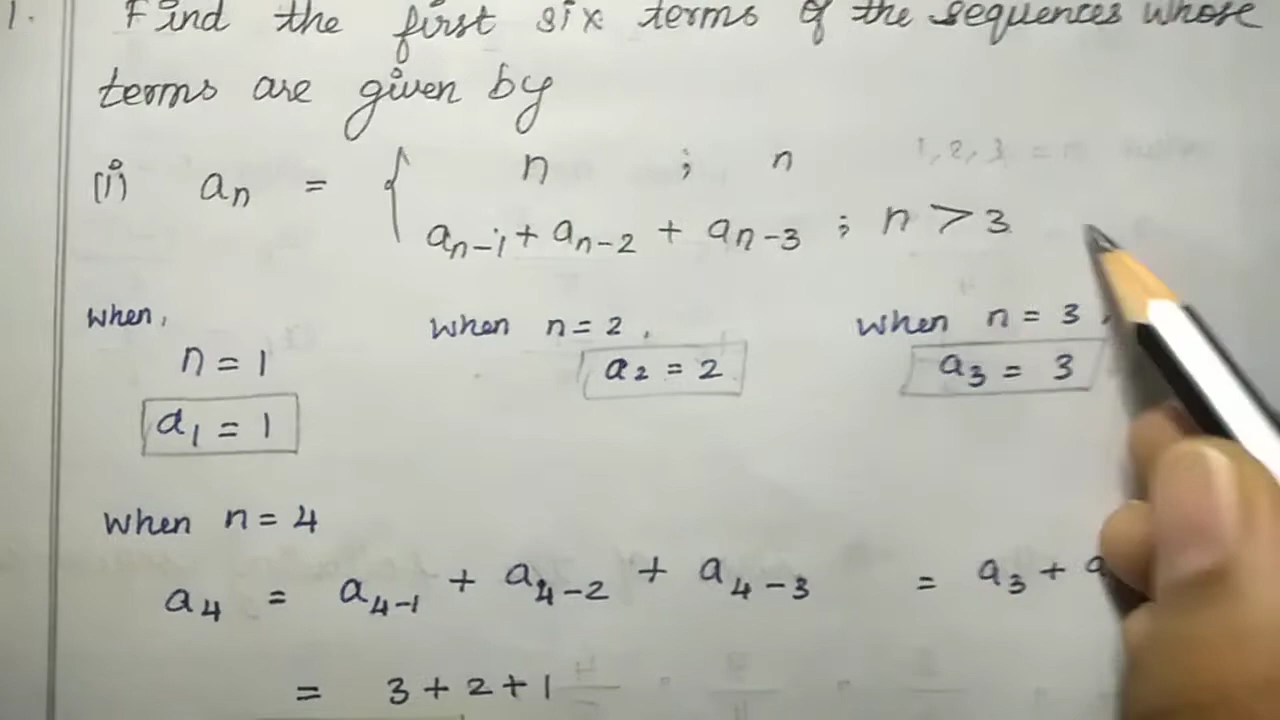 1. Find the first six terms of the sequences whose
terms are given by
(i) aₙ = { n ; n
aₙ₋₁ + aₙ₋₂ + aₙ₋₃ ; n > 3
when, when n = 2, when n = 3,
n = 1 a₂ = 2 a₃ = 3
a₁ = 1
when n = 4
a₄ = a₄₋₁ + a₄₋₂ + a₄₋₃ = a₃ + a
= 3 + 2 + 1